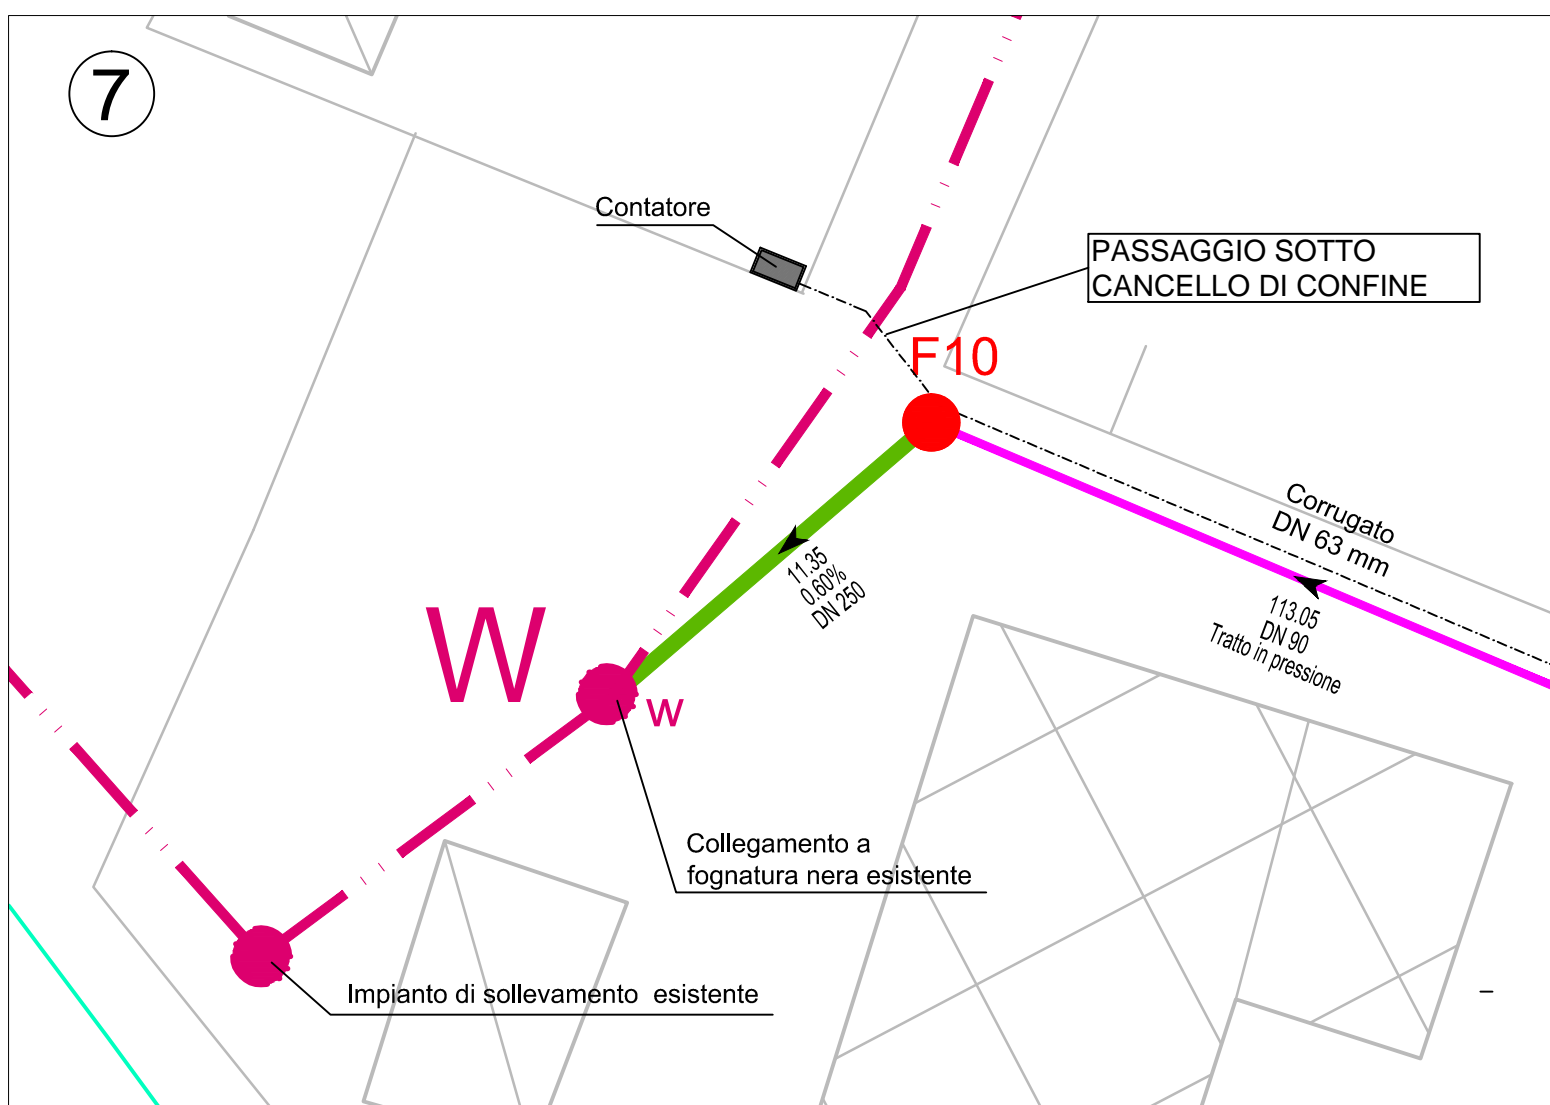 7
Contatore
PASSAGGIO SOTTO
CANCELLO DI CONFINE
F10
Corrugato
DN 63 mm
11.35
0.60%
DN 250
113.05
DN 90
Tratto in pressione
W
w
Collegamento a
fognatura nera esistente
Impianto di sollevamento esistente